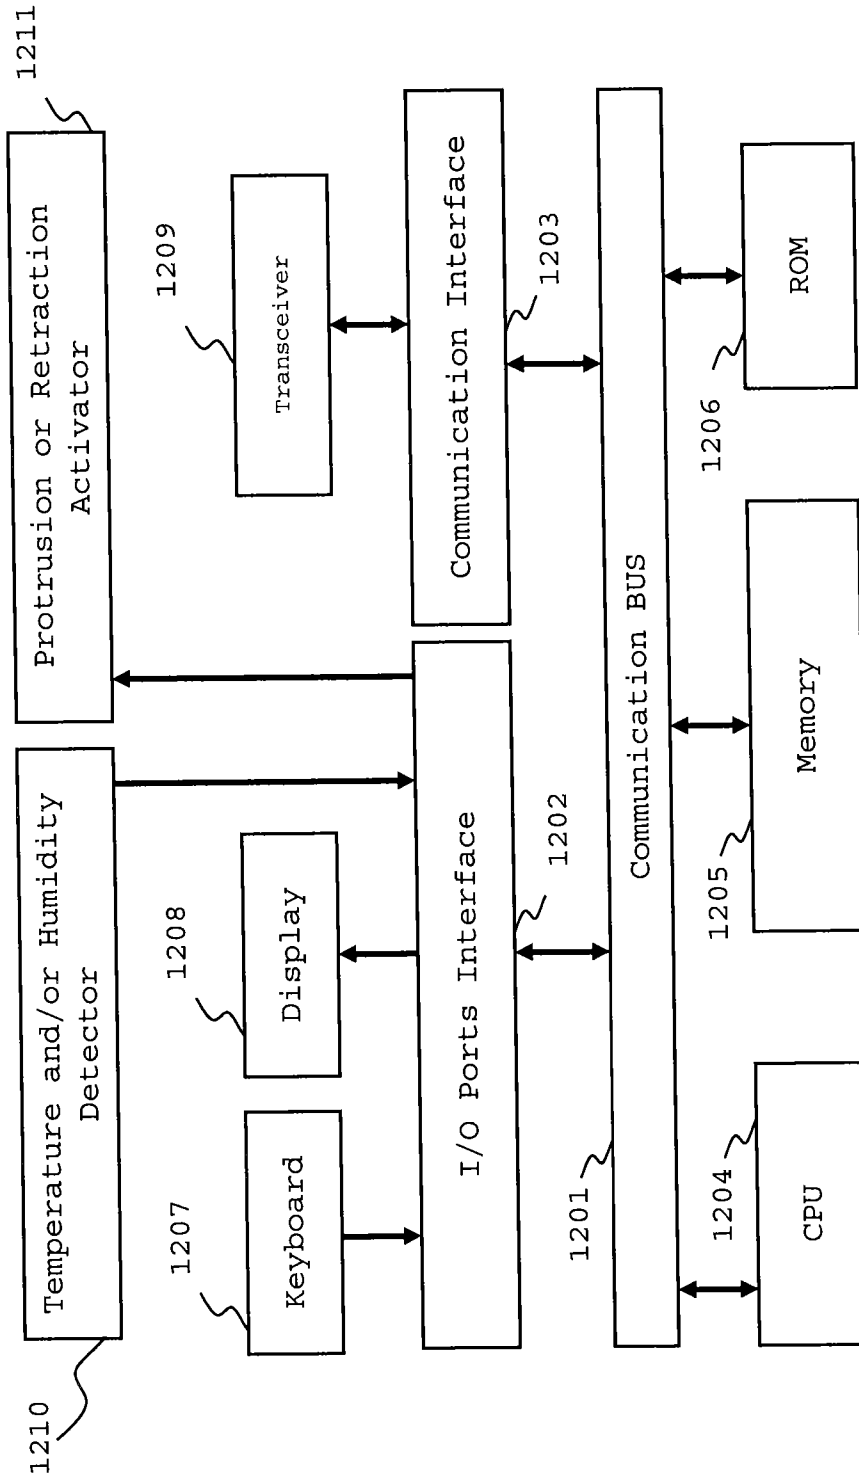 1210
Temperature and/or Humidity
Detector
Protrusion or Retraction
Activator
1211
1207
Keyboard
1208
Display
1209
Transceiver
I/O Ports Interface
1202
Communication Interface
1203
1201
Communication BUS
1204
CPU
1205
Memory
1206
ROM